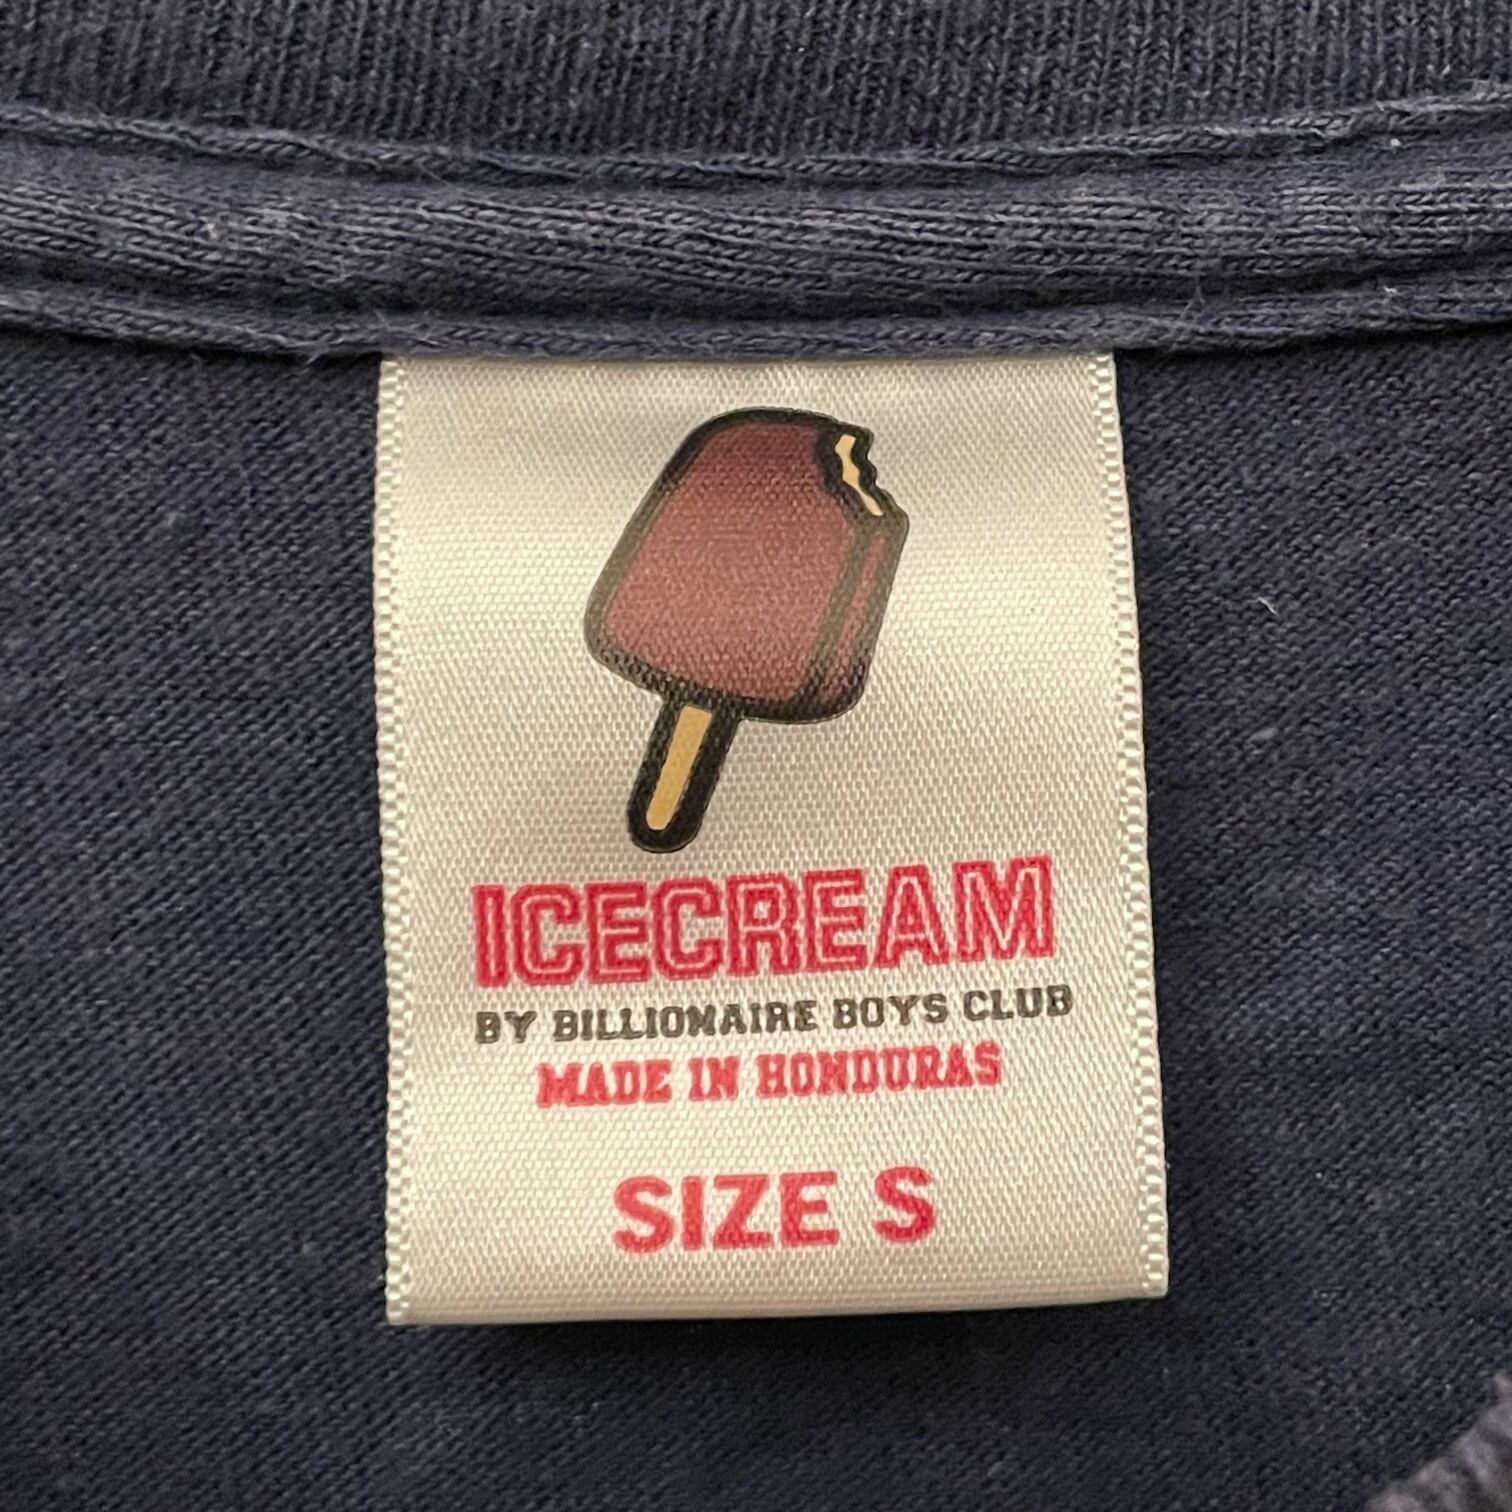 ICECREAM
BY BILLIONAIRE BOYS CLUB
MADE IN HONDURAS
SIZE S